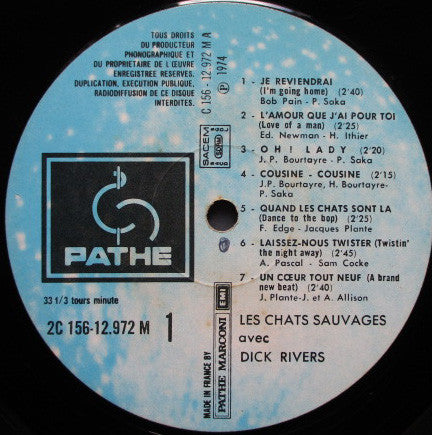 TOUS DROITS
DU PRODUCTEUR
PHONOGRAPHIQUE ET
DU PROPRIETAIRE DE L'ŒUVRE
ENREGISTREE RESERVES.
DUPLICATION, EXECUTION PUBLIQUE,
RADIODIFFUSION DE CE DISQUE
INTERDITES.
C 156-12.972 M A
Ⓟ 1974
SACEM
PATHE
33 1/3 tours minute
2C 156-12.972 M 1
1 - JE REVIENDRAI
(I'm going home) (2'40)
Bob Pain - P. Saka
2 - L'AMOUR QUE J'AI POUR TOI
(Love of a man) (2'25)
Ed. Newman - H. Ithier
3 - OH! LADY (3'20)
J.P. Bourtayre - P. Saka
4 - COUSINE - COUSINE (2'15)
J.P. Bourtayre, H. Bourtayre-
P. Saka
5 - QUAND LES CHATS SONT LA
(Dance to the bop) (2'25)
F. Edge - Jacques Plante
6 - LAISSEZ-NOUS TWISTER (Twistin'
the night away) (2'45)
A. Pascal - Sam Cocke
7 - UN CŒUR TOUT NEUF (A brand
new beat) (2'40)
J. Plante-J. et A. Allison
MADE IN FRANCE BY
PATHE MARCONI EMI
LES CHATS SAUVAGES
avec
DICK RIVERS